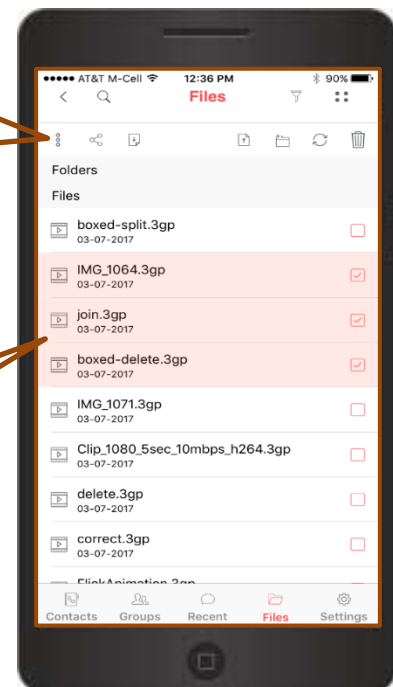 AT&T M-Cell 12:36 PM 90%
Files
Folders
Files
boxed-split.3gp
03-07-2017
IMG_1064.3gp
03-07-2017
join.3gp
03-07-2017
boxed-delete.3gp
03-07-2017
IMG_1071.3gp
03-07-2017
Clip_1080_5sec_10mbps_h264.3gp
03-07-2017
delete.3gp
03-07-2017
correct.3gp
03-07-2017
FlickAnimation.3gp
Contacts Groups Recent Files Settings